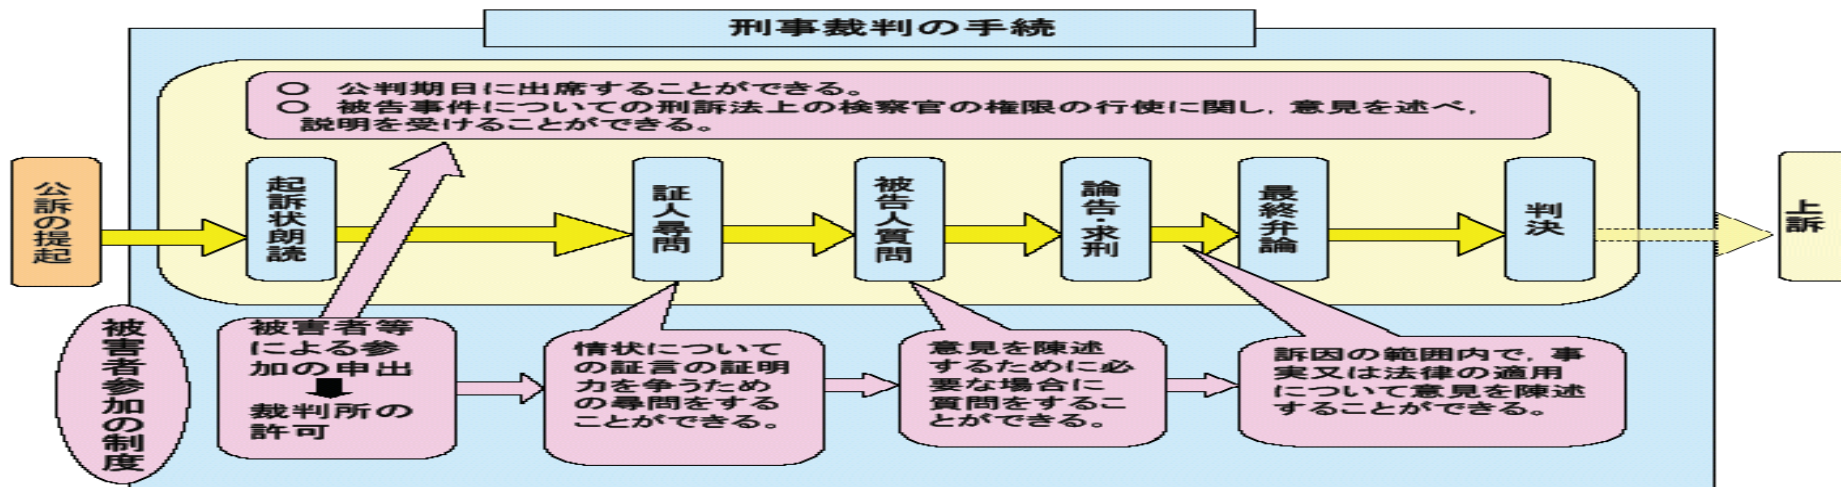 刑事裁判の手続
○ 公判期日に出席することができる。
○ 被告事件についての刑訴法上の検察官の権限の行使に関し，意見を述べ，
説明を受けることができる。
公訴の提起
起訴状朗読
証人尋問
被告人質問
論告・求刑
最終弁論
判決
上訴
被害者参加の制度
被害者等
による参
加の申出
裁判所の
許可
情状について
の証言の証明
力を争うため
の尋問をする
ことができる。
意見を陳述
するために必
要な場合に
質問をするこ
とができる。
訴因の範囲内で，事
実又は法律の適用
について意見を陳述
することができる。